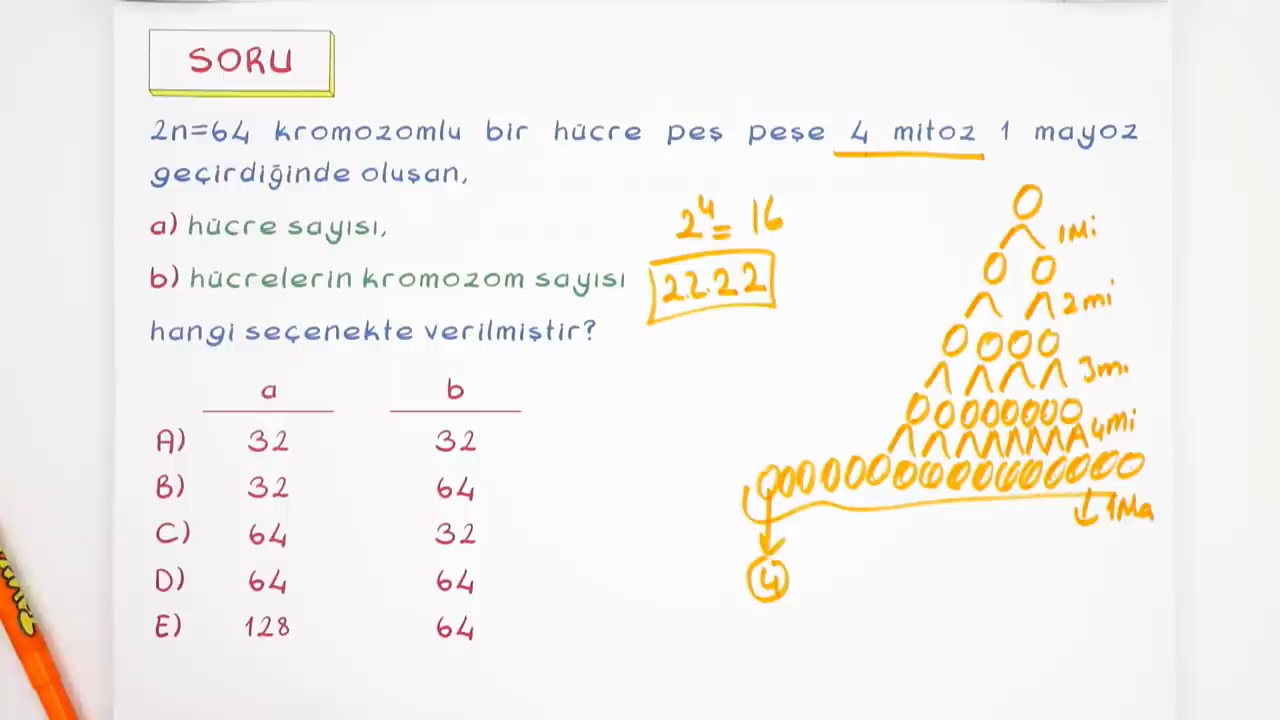 SORU
2n=64 kromozomlu bir hücre peş peşe 4 mitoz 1 mayoz
geçirdiğinde oluşan,
a) hücre sayısı,
b) hücrelerin kromozom sayısı
hangi seçenekte verilmiştir?
a b
A) 32 32
B) 32 64
C) 64 32
D) 64 64
E) 128 64
2⁴ = 16
2.2.2.2
1Mi
2mi
3mi
4mi
1Ma
4